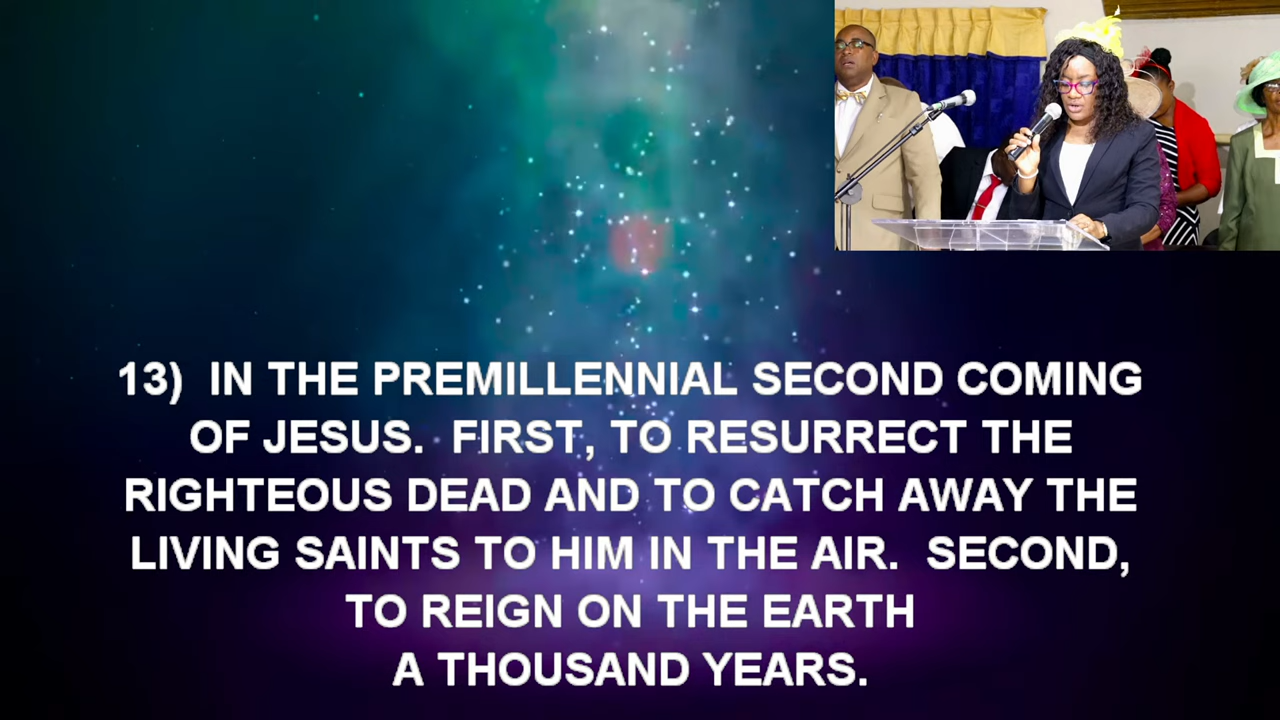 13) IN THE PREMILLENNIAL SECOND COMING
OF JESUS. FIRST, TO RESURRECT THE
RIGHTEOUS DEAD AND TO CATCH AWAY THE
LIVING SAINTS TO HIM IN THE AIR. SECOND,
TO REIGN ON THE EARTH
A THOUSAND YEARS.